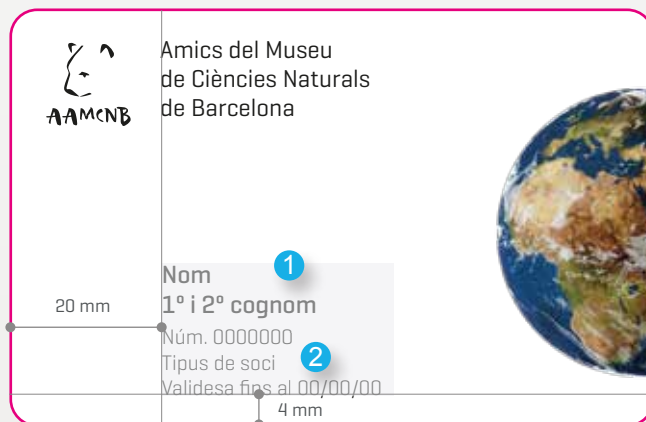 AAMCNB
Amics del Museu
de Ciències Naturals
de Barcelona
1
Nom
1º i 2º cognom
20 mm
Núm. 0000000
2
Tipus de soci
Validesa fins al 00/00/00
4 mm